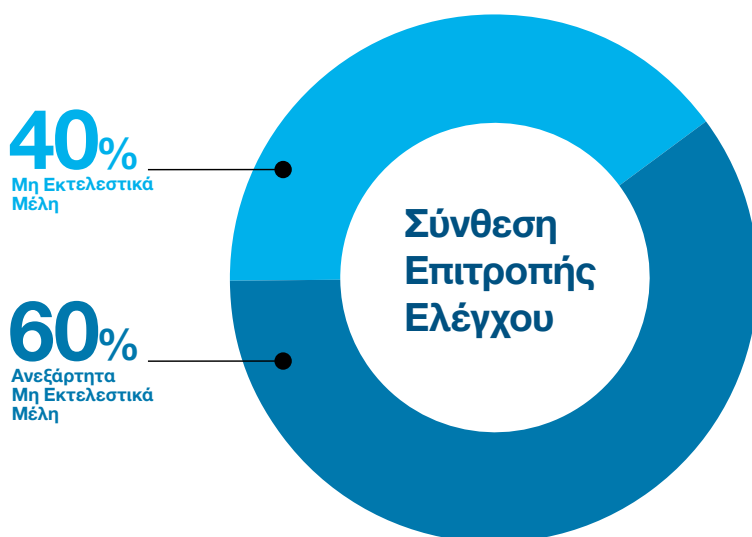 40%
Μη Εκτελεστικά
Μέλη
60%
Ανεξάρτητα
Μη Εκτελεστικά
Μέλη
Σύνθεση
Επιτροπής
Ελέγχου